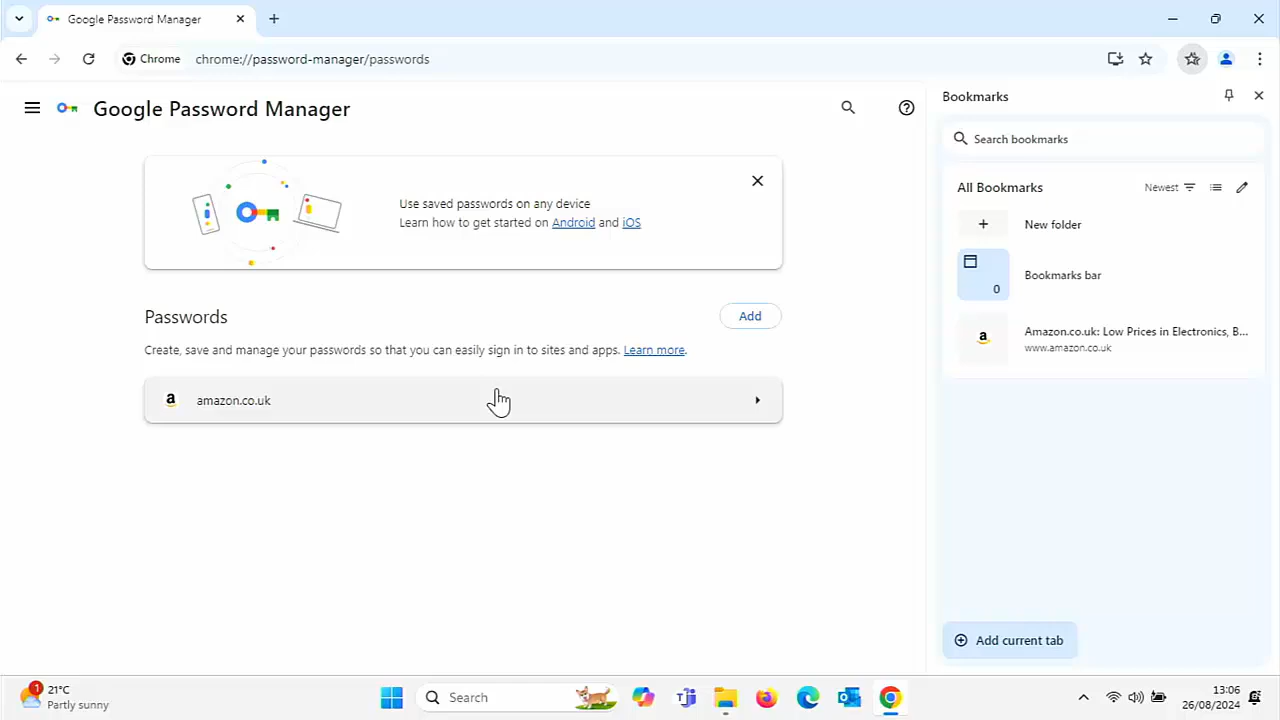 Google Password Manager
Chrome
chrome://password-manager/passwords
Google Password Manager
Use saved passwords on any device
Learn how to get started on Android and iOS
Passwords
Add
Create, save and manage your passwords so that you can easily sign in to sites and apps. Learn more.
a amazon.co.uk
Bookmarks
Search bookmarks
All Bookmarks
Newest
New folder
0
Bookmarks bar
a
Amazon.co.uk: Low Prices in Electronics, B...
www.amazon.co.uk
Add current tab
1
21°C
Partly sunny
Search
13:06
26/08/2024